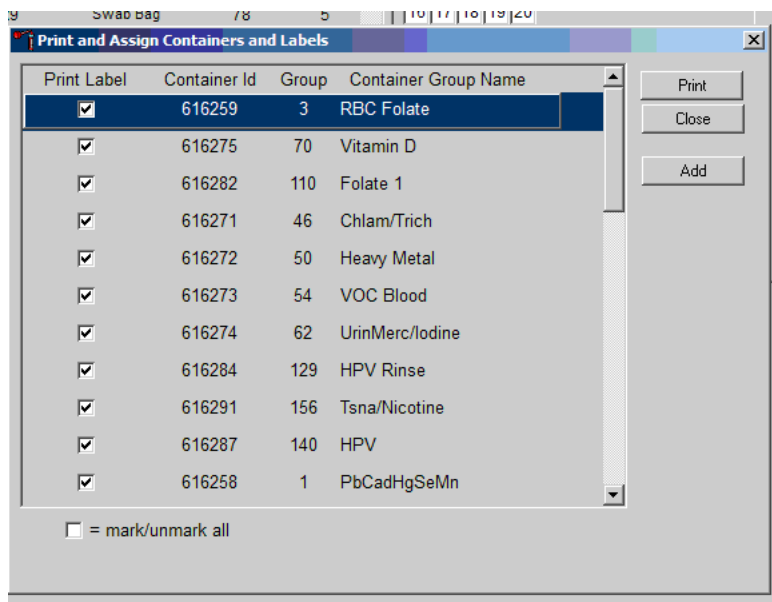 Swab Bag 78 5 16 17 18 19 20
Print and Assign Containers and Labels
Print Label Container Id Group Container Group Name
616259 3 RBC Folate
616275 70 Vitamin D
616282 110 Folate 1
616271 46 Chlam/Trich
616272 50 Heavy Metal
616273 54 VOC Blood
616274 62 UrinMerc/Iodine
616284 129 HPV Rinse
616291 156 Tsna/Nicotine
616287 140 HPV
616258 1 PbCadHgSeMn
= mark/unmark all
Print
Close
Add